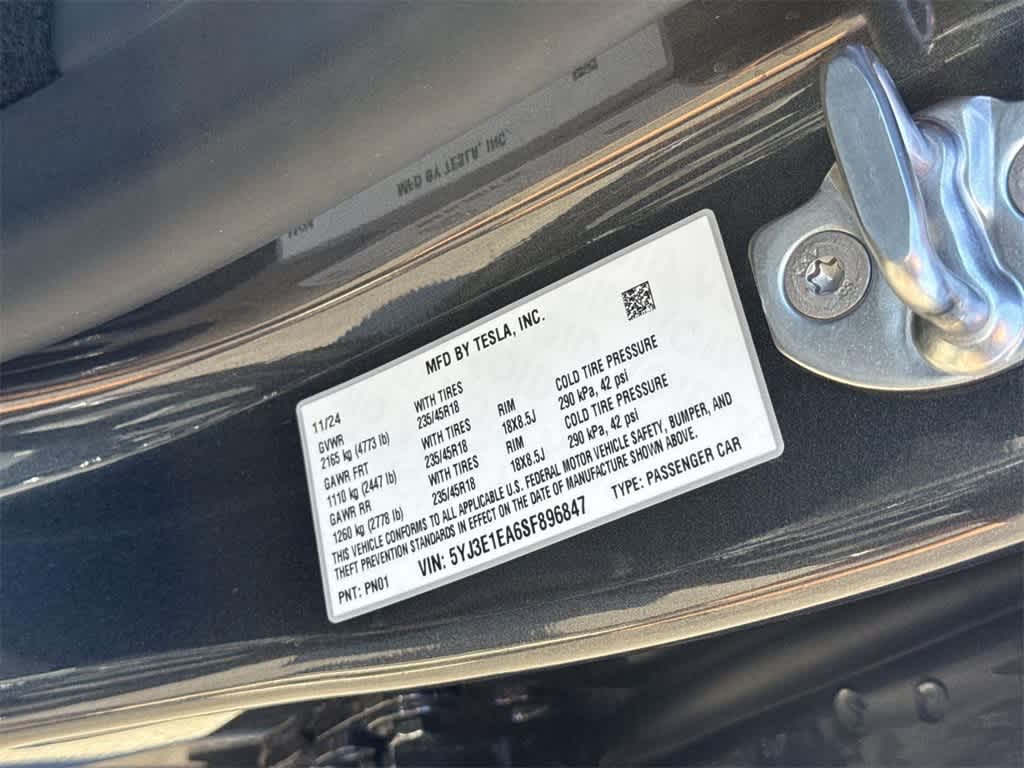 MFD BY TESLA, INC.
11/24
GVWR
2165 kg (4773 lb) WITH TIRES 235/45R18 RIM 18X8.5J COLD TIRE PRESSURE 290 kPa, 42 psi
GAWR FRT
1110 kg (2447 lb) WITH TIRES 235/45R18 RIM 18X8.5J COLD TIRE PRESSURE 290 kPa, 42 psi
GAWR RR
1260 kg (2778 lb) WITH TIRES 235/45R18
THIS VEHICLE CONFORMS TO ALL APPLICABLE U.S. FEDERAL MOTOR VEHICLE SAFETY, BUMPER, AND
THEFT PREVENTION STANDARDS IN EFFECT ON THE DATE OF MANUFACTURE SHOWN ABOVE.
PNT: PN01 VIN: 5YJ3E1EA6SF896847 TYPE: PASSENGER CAR